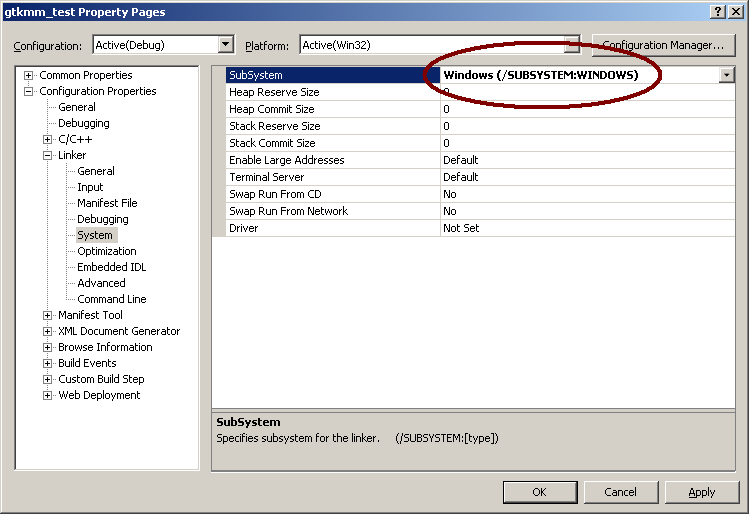 gtkmm_test Property Pages
Configuration: Active(Debug) Platform: Active(Win32) Configuration Manager...
Common Properties
Configuration Properties
General
Debugging
C/C++
Linker
General
Input
Manifest File
Debugging
System
Optimization
Embedded IDL
Advanced
Command Line
Manifest Tool
XML Document Generator
Browse Information
Build Events
Custom Build Step
Web Deployment
SubSystem Windows (/SUBSYSTEM:WINDOWS)
Heap Reserve Size 0
Heap Commit Size 0
Stack Reserve Size 0
Stack Commit Size 0
Enable Large Addresses Default
Terminal Server Default
Swap Run From CD No
Swap Run From Network No
Driver Not Set
SubSystem
Specifies subsystem for the linker. (/SUBSYSTEM:[type])
OK Cancel Apply